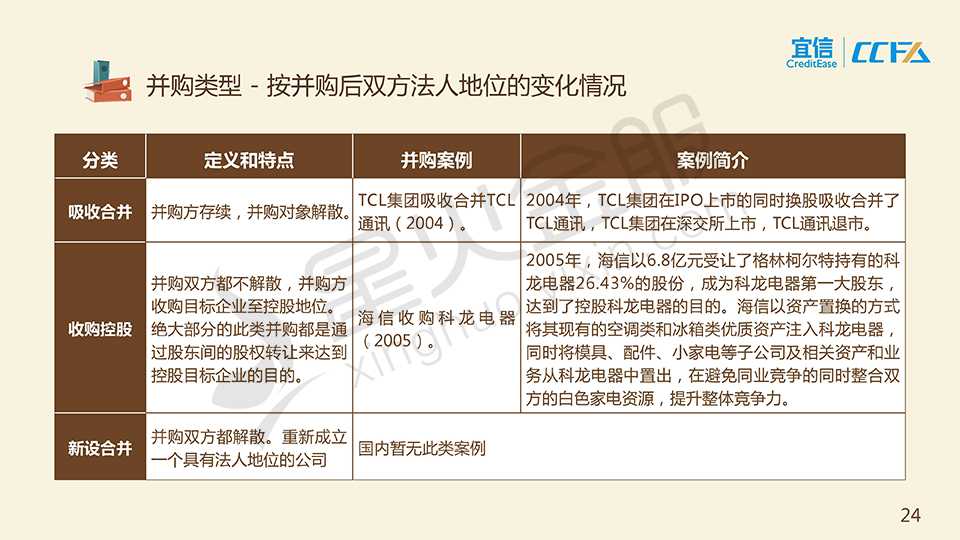 宜信
CreditEase
CCFA
并购类型 - 按并购后双方法人地位的变化情况
分类
定义和特点
并购案例
案例简介
吸收合并
并购方存续，并购对象解散。
TCL集团吸收合并TCL
通讯（2004）。
2004年，TCL集团在IPO上市的同时换股吸收合并了
TCL通讯，TCL集团在深交所上市，TCL通讯退市。
收购控股
并购双方都不解散，并购方
收购目标企业至控股地位。
绝大部分的此类并购都是通
过股东间的股权转让来达到
控股目标企业的目的。
海信收购科龙电器
（2005）。
2005年，海信以6.8亿元受让了格林柯尔特持有的科
龙电器26.43%的股份，成为科龙电器第一大股东，
达到了控股科龙电器的目的。海信以资产置换的方式
将其现有的空调类和冰箱类优质资产注入科龙电器，
同时将模具、配件、小家电等子公司及相关资产和业
务从科龙电器中置出，在避免同业竞争的同时整合双
方的白色家电资源，提升整体竞争力。
新设合并
并购双方都解散。重新成立
一个具有法人地位的公司
国内暂无此类案例
星火金服
xinghuoyixin.com
24